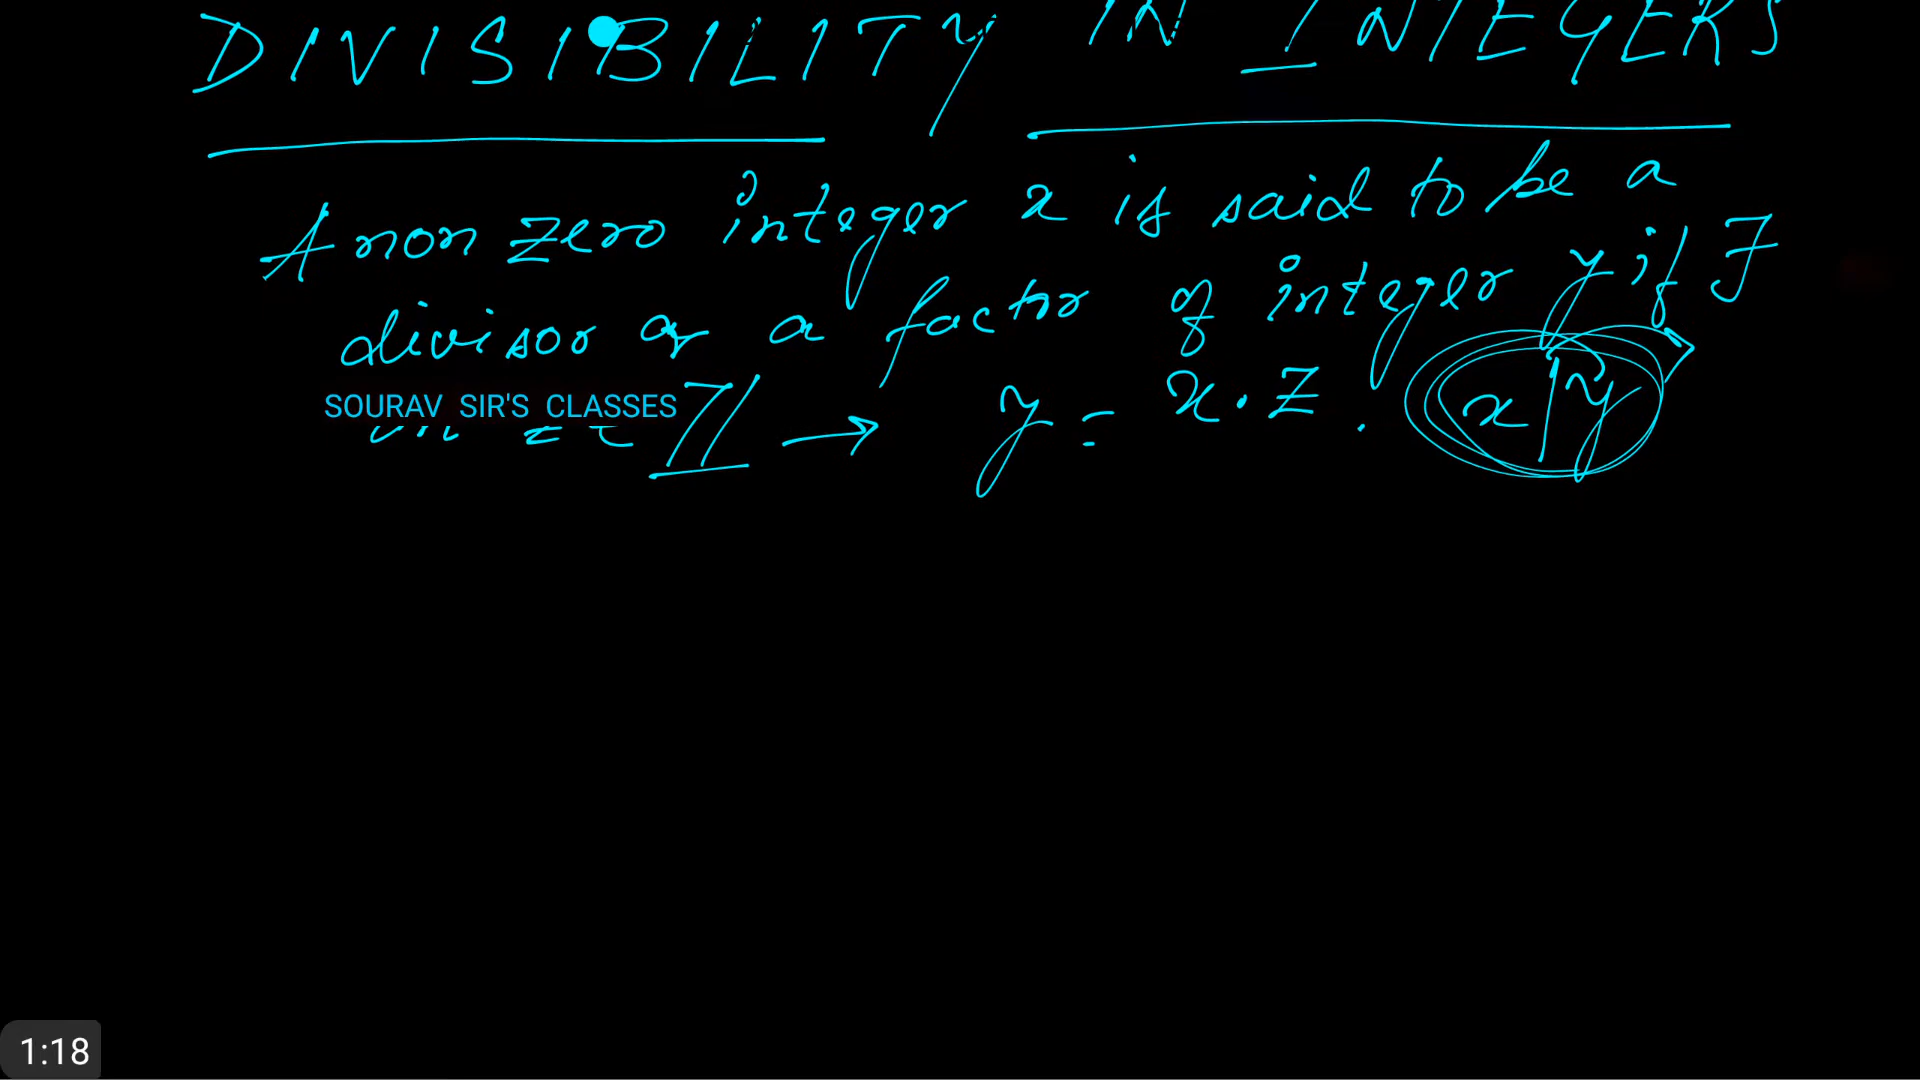 DIVISIBILITY IN INTEGERS
A non zero integer x is said to be a
divisor or a factor of integer y if ∃
SOURAV SIR'S CLASSES
ℤ → y = x · z . x|y
1:18